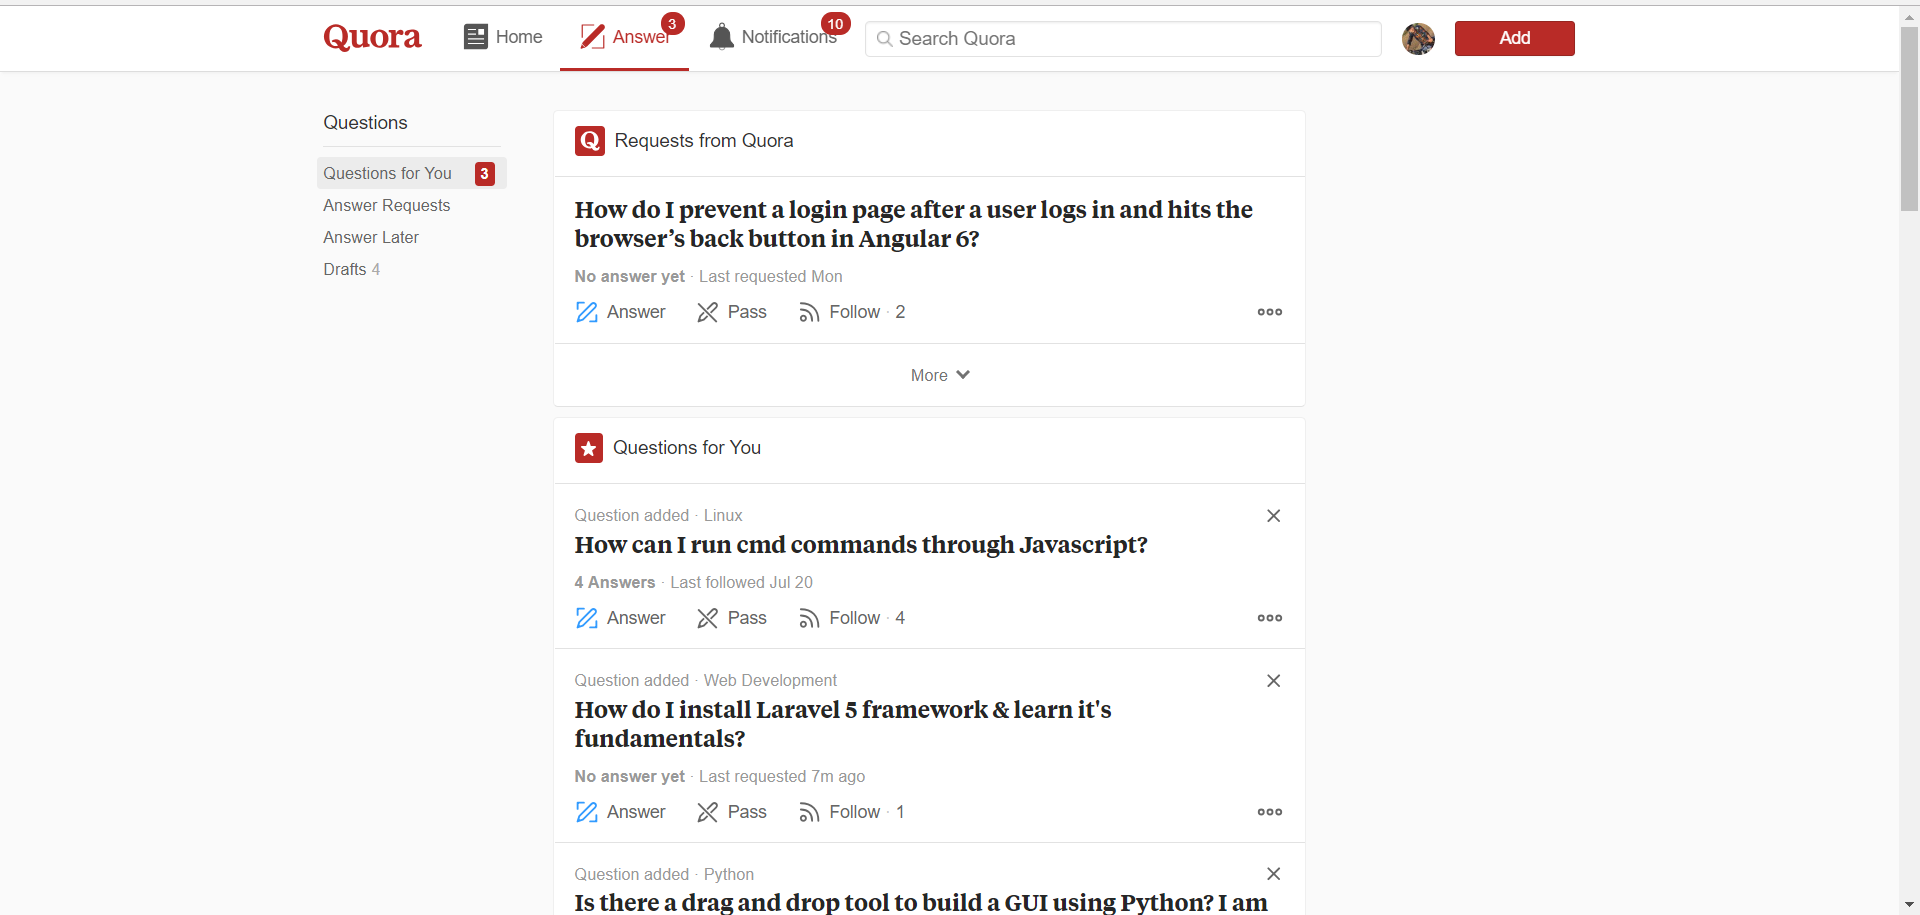 Quora
Home
Answer
3
Notifications
10
Search Quora
Add
Questions
Questions for You 3
Answer Requests
Answer Later
Drafts 4
Q Requests from Quora
How do I prevent a login page after a user logs in and hits the
browser’s back button in Angular 6?
No answer yet · Last requested Mon
Answer Pass Follow · 2
More
Questions for You
Question added · Linux
How can I run cmd commands through Javascript?
4 Answers · Last followed Jul 20
Answer Pass Follow · 4
Question added · Web Development
How do I install Laravel 5 framework & learn it's
fundamentals?
No answer yet · Last requested 7m ago
Answer Pass Follow · 1
Question added · Python
Is there a drag and drop tool to build a GUI using Python? I am